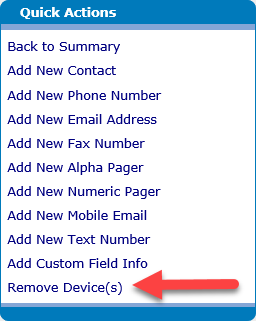 Quick Actions
Back to Summary
Add New Contact
Add New Phone Number
Add New Email Address
Add New Fax Number
Add New Alpha Pager
Add New Numeric Pager
Add New Mobile Email
Add New Text Number
Add Custom Field Info
Remove Device(s)